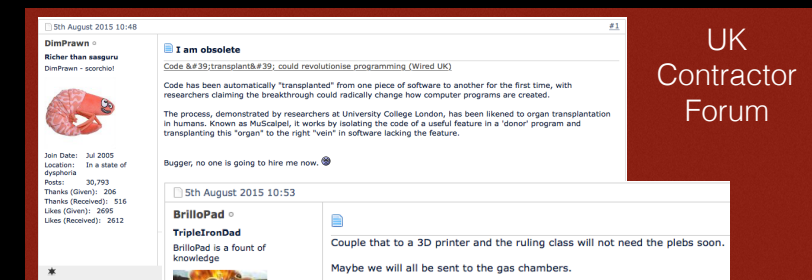 5th August 2015 10:48
#1
DimPrawn
Richer than sasguru
DimPrawn - scorchio!
Join Date: Jul 2005
Location: In a state of
dysphoria
Posts: 30,793
Thanks (Given): 206
Thanks (Received): 516
Likes (Given): 2695
Likes (Received): 2612
I am obsolete
Code &#39;transplant&#39; could revolutionise programming (Wired UK)
Code has been automatically "transplanted" from one piece of software to another for the first time, with
researchers claiming the breakthrough could radically change how computer programs are created.
The process, demonstrated by researchers at University College London, has been likened to organ transplantation
in humans. Known as MuScalpel, it works by isolating the code of a useful feature in a 'donor' program and
transplanting this "organ" to the right "vein" in software lacking the feature.
Bugger, no one is going to hire me now.
5th August 2015 10:53
BrilloPad
TripleIronDad
BrilloPad is a fount of
knowledge
Couple that to a 3D printer and the ruling class will not need the plebs soon.
Maybe we will all be sent to the gas chambers.
UK
Contractor
Forum